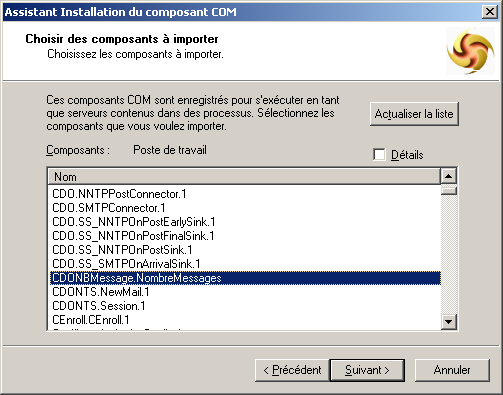 Assistant Installation du composant COM
Choisir des composants à importer
Choisissez les composants à importer.
Ces composants COM sont enregistrés pour s'exécuter en tant
que serveurs contenus dans des processus. Sélectionnez les
composants que vous voulez importer.
Actualiser la liste
Composants : Poste de travail
Détails
Nom
CDO.NNTPPostConnector.1
CDO.SMTPConnector.1
CDO.SS_NNTPOnPostEarlySink.1
CDO.SS_NNTPOnPostFinalSink.1
CDO.SS_NNTPOnPostSink.1
CDO.SS_SMTPOnArrivalSink.1
CDONBMessage.NombreMessages
CDONTS.NewMail.1
CDONTS.Session.1
CEnroll.CEnroll.1
< Précédent Suivant > Annuler